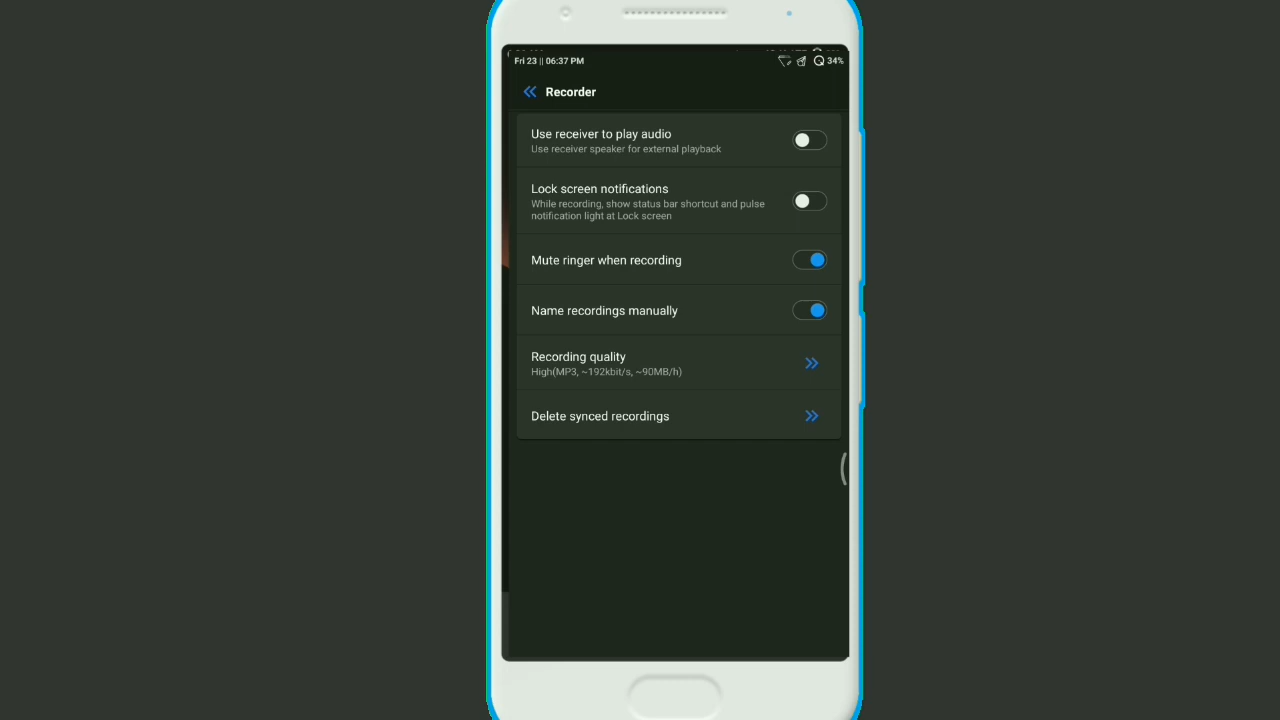 Fri 23 || 06:37 PM
34%
Recorder
Use receiver to play audio
Use receiver speaker for external playback
Lock screen notifications
While recording, show status bar shortcut and pulse
notification light at Lock screen
Mute ringer when recording
Name recordings manually
Recording quality
High(MP3, ~192kbit/s, ~90MB/h)
Delete synced recordings